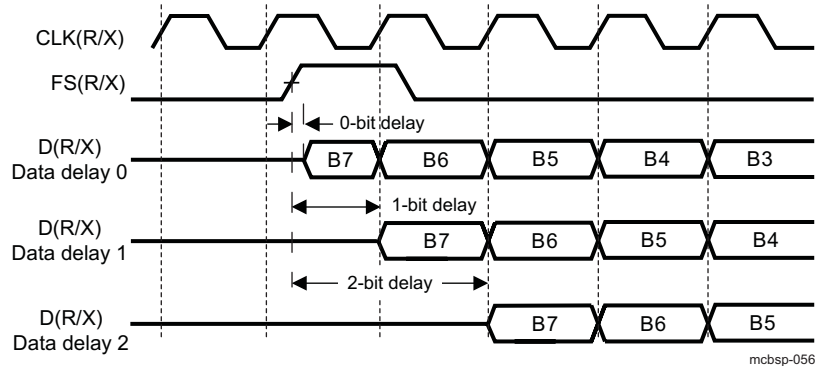 CLK(R/X)
FS(R/X)
0-bit delay
D(R/X)
Data delay 0
B7 B6 B5 B4 B3
1-bit delay
D(R/X)
Data delay 1
B7 B6 B5 B4
2-bit delay
D(R/X)
Data delay 2
B7 B6 B5
mcbsp-056